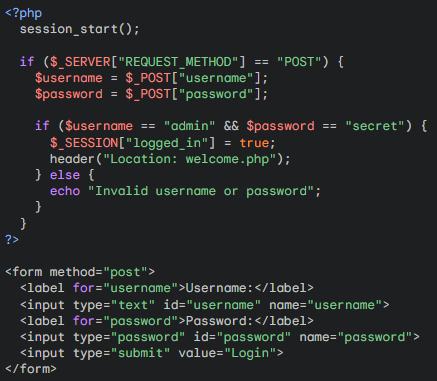 <?php
  session_start();

  if ($_SERVER["REQUEST_METHOD"] == "POST") {
    $username = $_POST["username"];
    $password = $_POST["password"];

    if ($username == "admin" && $password == "secret") {
      $_SESSION["logged_in"] = true;
      header("Location: welcome.php");
    } else {
      echo "Invalid username or password";
    }
  }
?>

<form method="post">
  <label for="username">Username:</label>
  <input type="text" id="username" name="username">
  <label for="password">Password:</label>
  <input type="password" id="password" name="password">
  <input type="submit" value="Login">
</form>